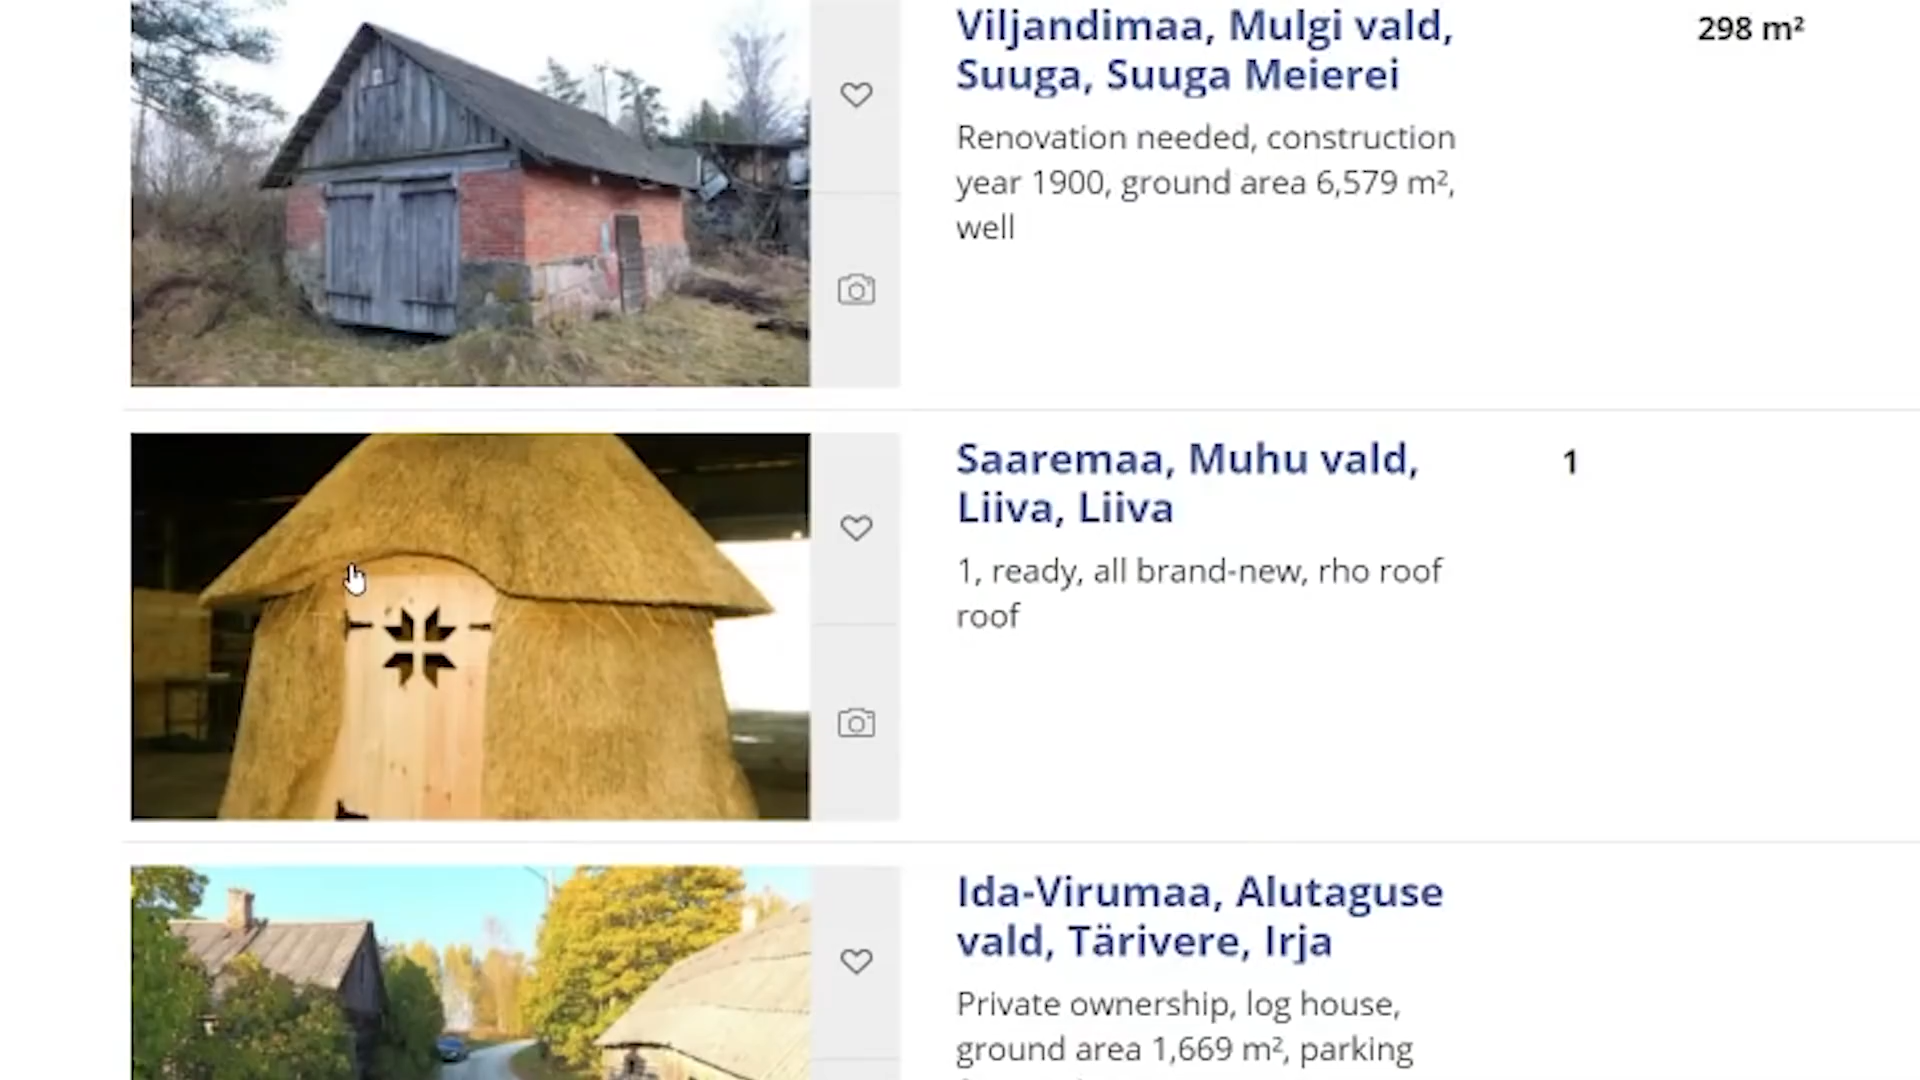 Viljandimaa, Mulgi vald,
Suuga, Suuga Meierei
298 m²
Renovation needed, construction
year 1900, ground area 6,579 m²,
well
Saaremaa, Muhu vald,
Liiva, Liiva
1
1, ready, all brand-new, rho roof
roof
Ida-Virumaa, Alutaguse
vald, Tärivere, Irja
Private ownership, log house,
ground area 1,669 m², parking